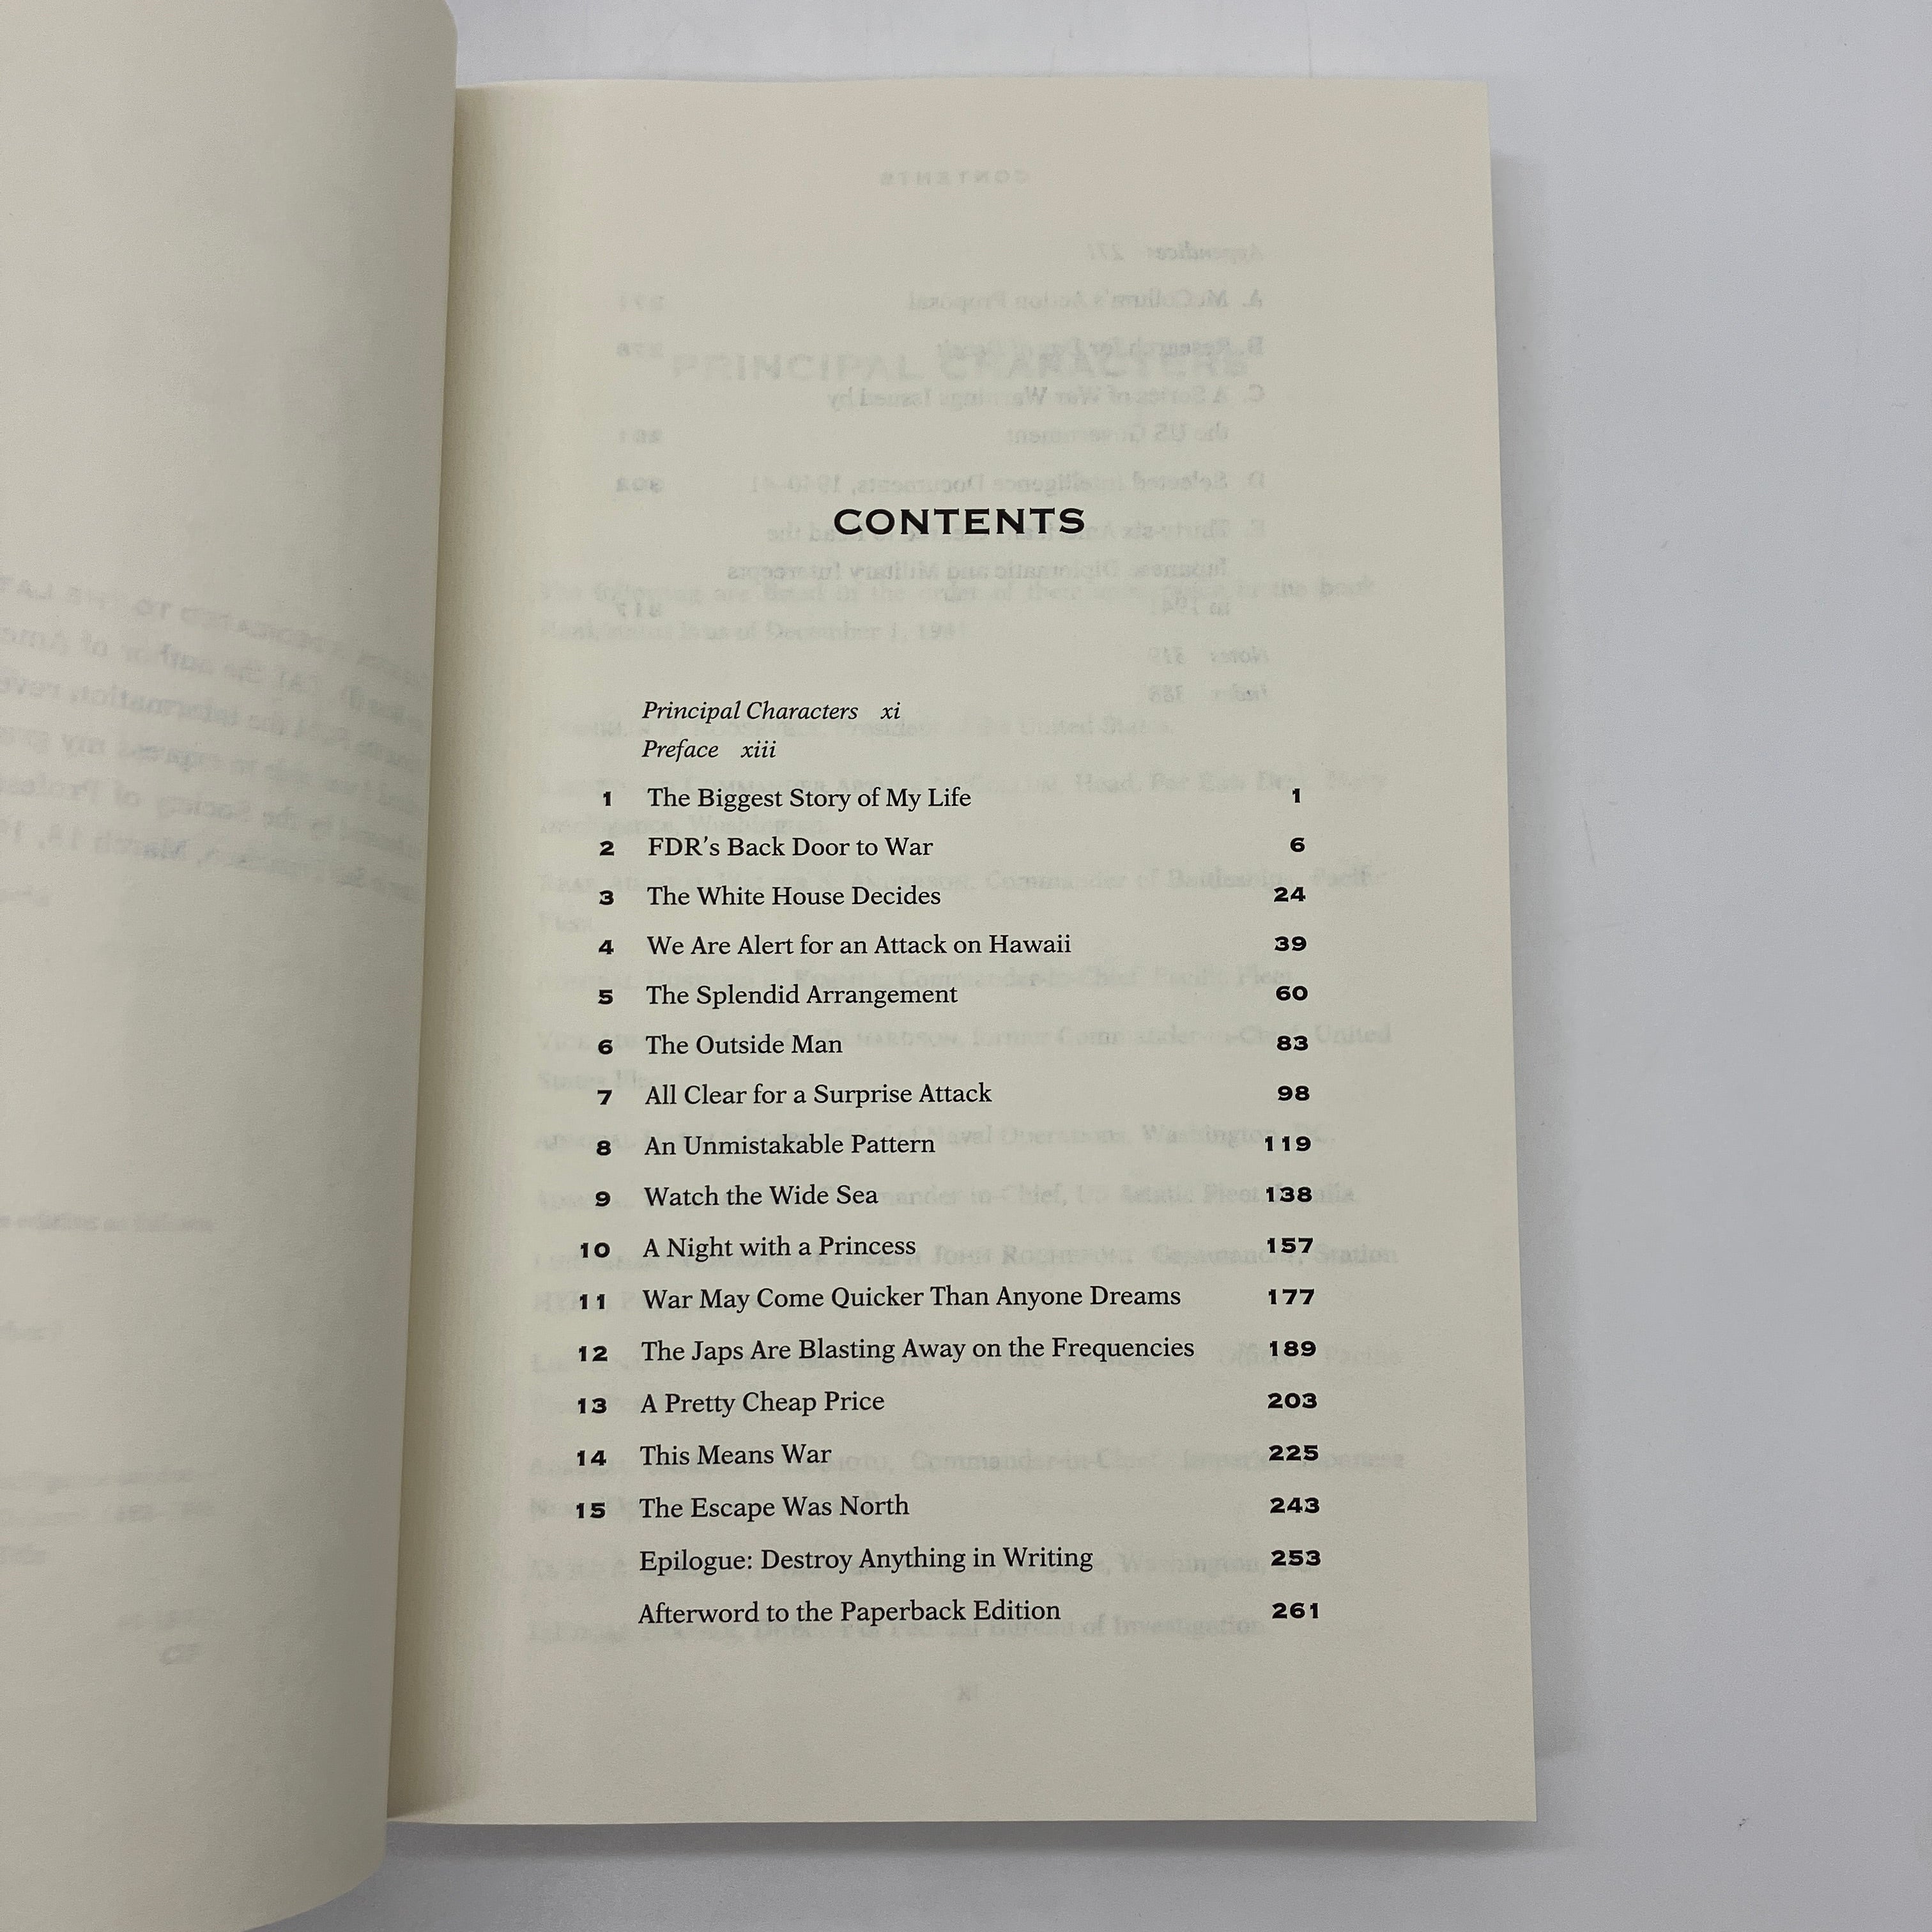 CONTENTS
Principal Characters xi
Preface xiii
1 The Biggest Story of My Life 1
2 FDR’s Back Door to War 6
3 The White House Decides 24
4 We Are Alert for an Attack on Hawaii 39
5 The Splendid Arrangement 60
6 The Outside Man 83
7 All Clear for a Surprise Attack 98
8 An Unmistakable Pattern 119
9 Watch the Wide Sea 138
10 A Night with a Princess 157
11 War May Come Quicker Than Anyone Dreams 177
12 The Japs Are Blasting Away on the Frequencies 189
13 A Pretty Cheap Price 203
14 This Means War 225
15 The Escape Was North 243
Epilogue: Destroy Anything in Writing 253
Afterword to the Paperback Edition 261